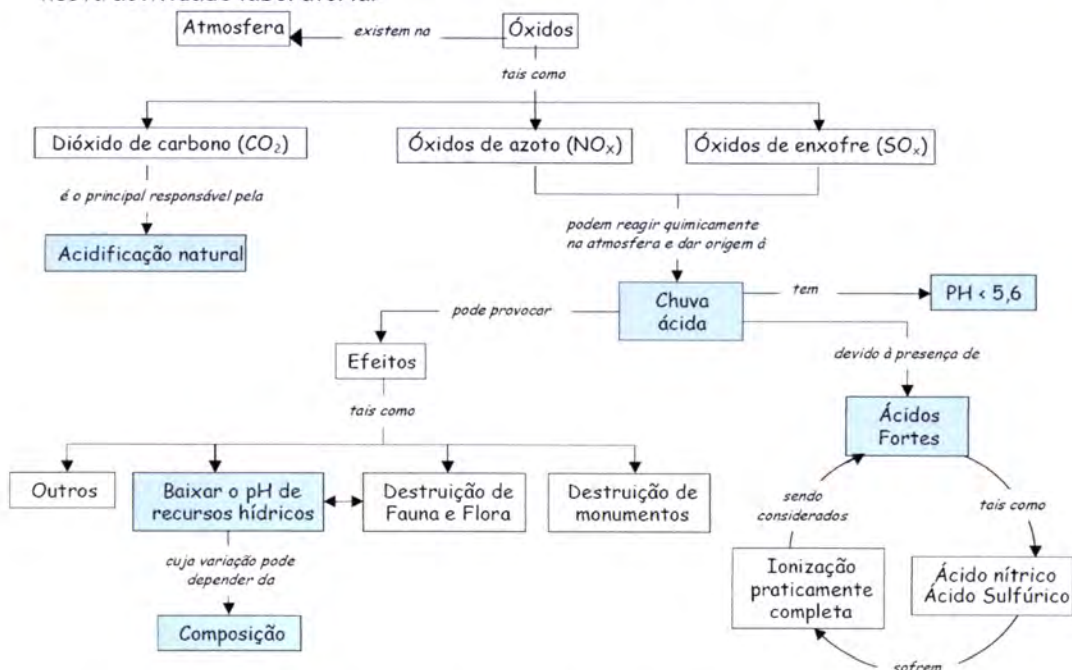 nesta actividade laboratorial
Atmosfera
existem na
Óxidos
tais como
Dióxido de carbono (CO₂)
Óxidos de azoto (NOₓ)
Óxidos de enxofre (SOₓ)
é o principal responsável pela
podem reagir quimicamente
na atmosfera e dar origem á
Acidificação natural
Chuva
ácida
tem
PH < 5,6
pode provocar
devido à presença de
Efeitos
tais como
Ácidos
Fortes
Outros
Baixar o pH de
recursos hídricos
Destruição de
Fauna e Flora
Destruição de
monumentos
sendo
considerados
tais como
cuja variação pode
depender da
Ionização
praticamente
completa
Ácido nítrico
Ácido Sulfúrico
Composição
sofrem